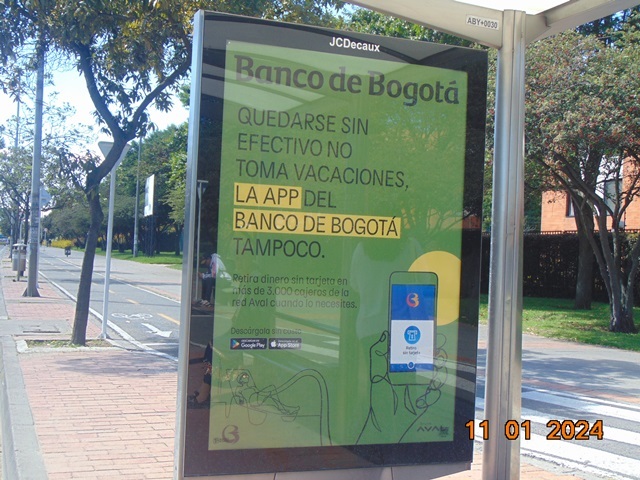 ABY+0030
JCDecaux
Banco de Bogotá
QUEDARSE SIN
EFECTIVO NO
TOMA VACACIONES,
LA APP DEL
BANCO DE BOGOTÁ
TAMPOCO.
Retira dinero sin tarjeta en
más de 3.000 cajeros de la
red Aval cuando lo necesites.
Descárgala sin costo
Google Play
App Store
AVAL
11 01 2024